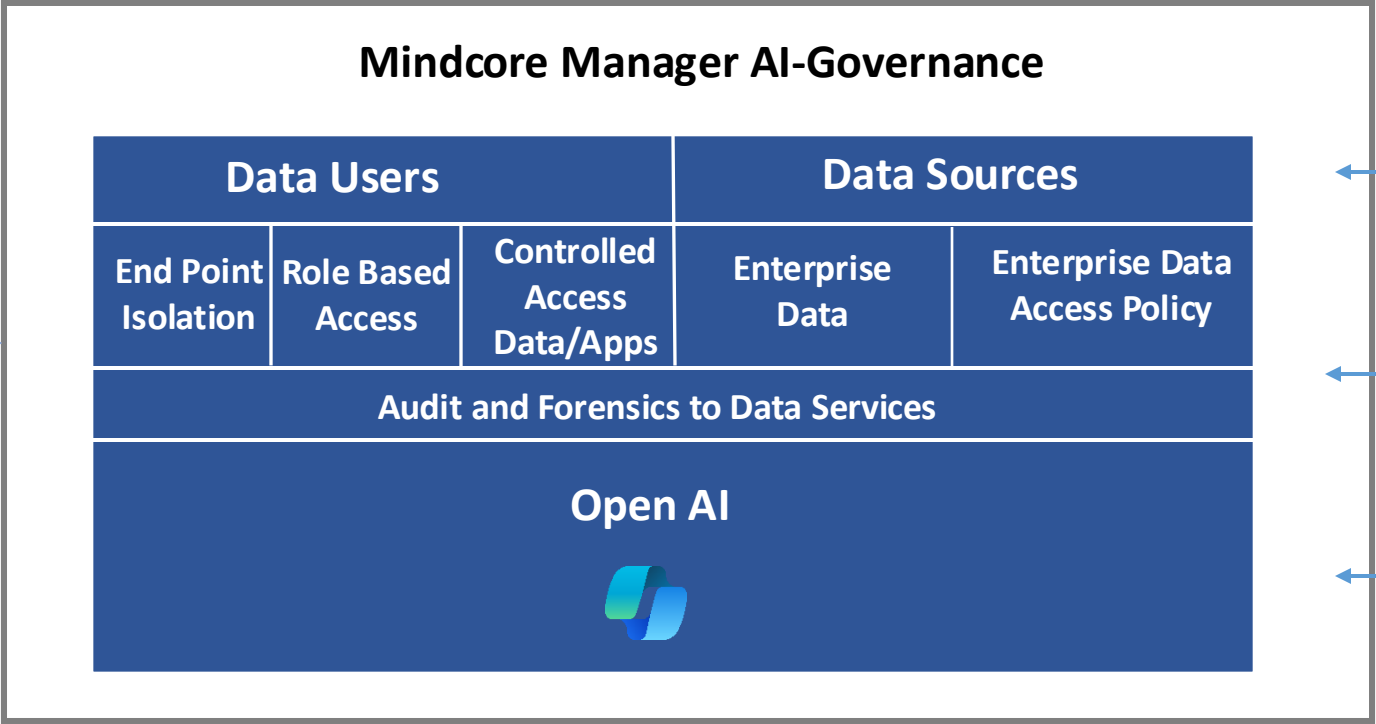 Mindcore Manager AI-Governance
Data Users
Data Sources
End Point
Isolation
Role Based
Access
Controlled
Access
Data/Apps
Enterprise
Data
Enterprise Data
Access Policy
Audit and Forensics to Data Services
Open AI